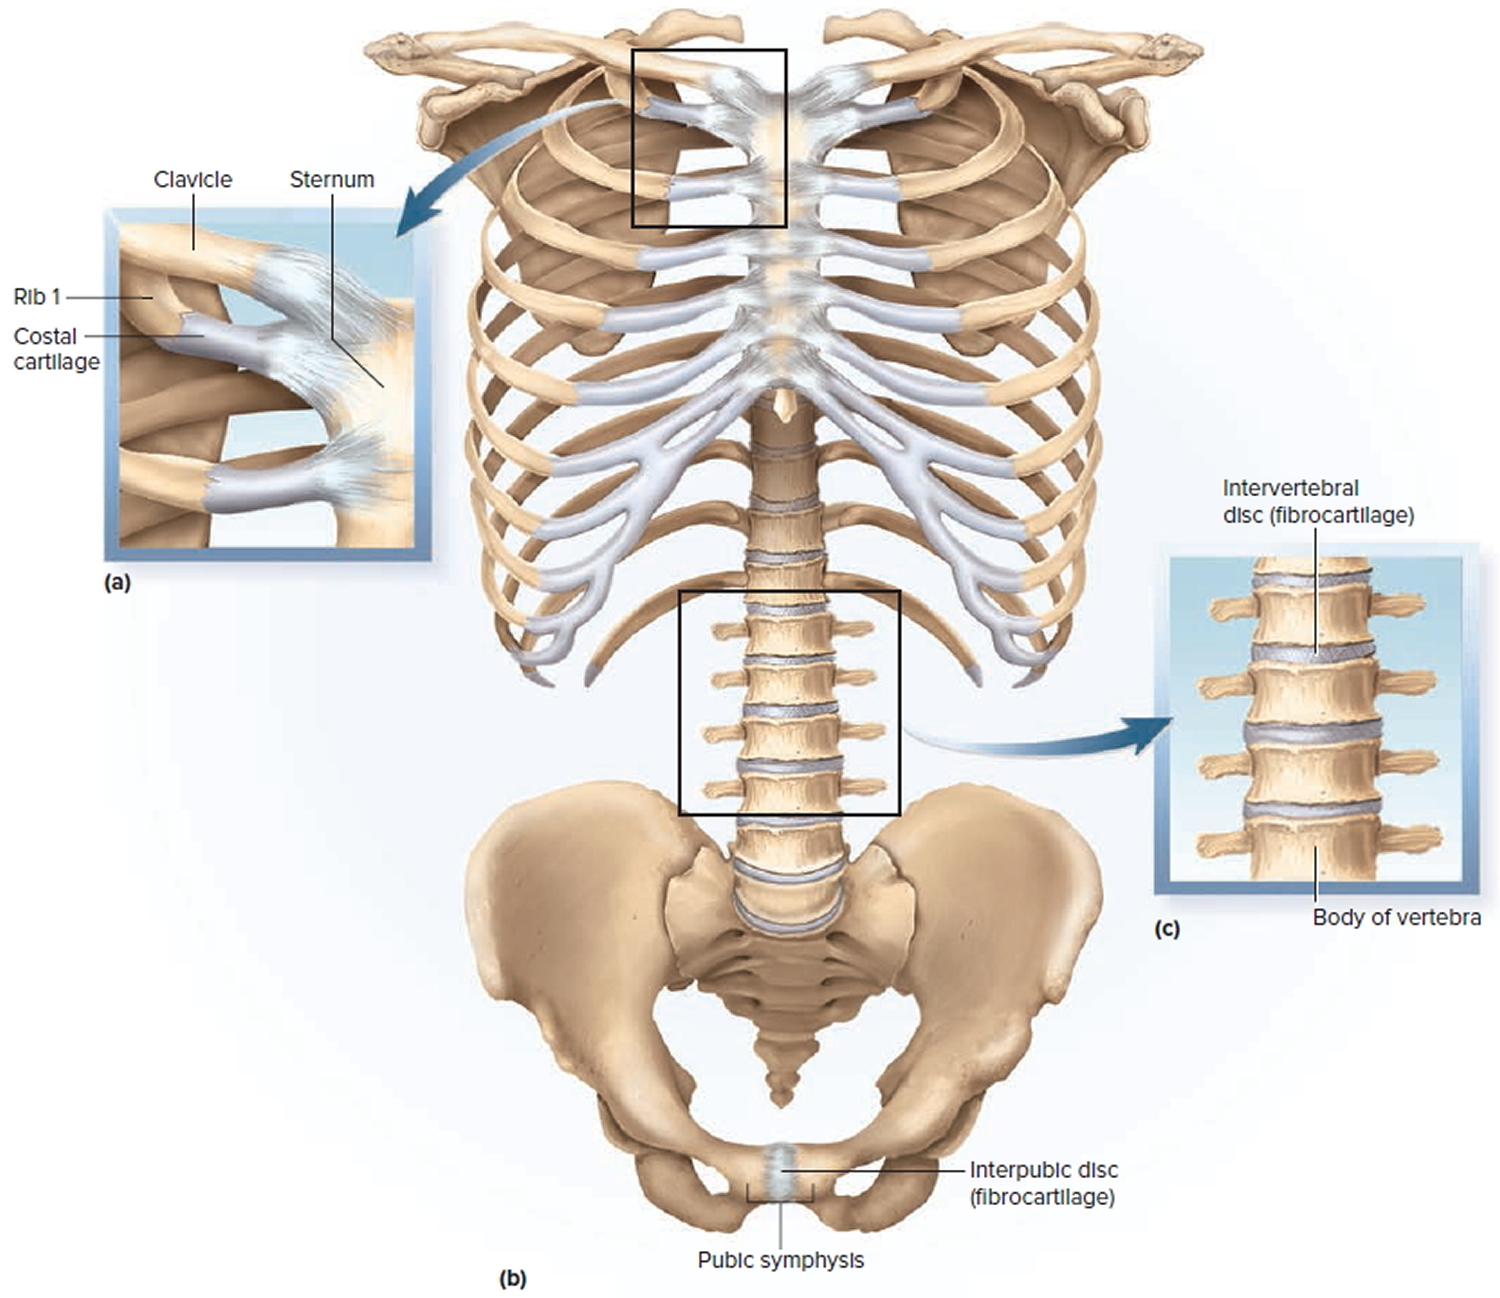 Clavicle
Sternum
Rib 1
Costal
cartilage
(a)
Intervertebral
disc (fibrocartilage)
Body of vertebra
(c)
Interpubic disc
(fibrocartilage)
Pubic symphysis
(b)